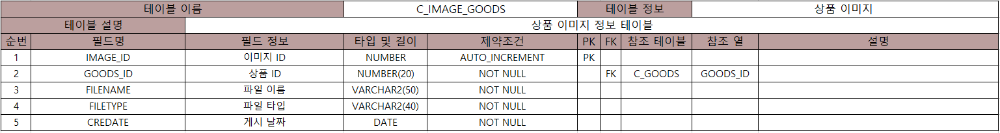 테이블 이름 C_IMAGE_GOODS 테이블 정보 상품 이미지
테이블 설명 상품 이미지 정보 테이블
순번 필드명 필드 정보 타입 및 길이 제약조건 PK FK 참조 테이블 참조 열 설명
1 IMAGE_ID 이미지 ID NUMBER AUTO_INCREMENT PK
2 GOODS_ID 상품 ID NUMBER(20) NOT NULL FK C_GOODS GOODS_ID
3 FILENAME 파일 이름 VARCHAR2(50) NOT NULL
4 FILETYPE 파일 타입 VARCHAR2(40) NOT NULL
5 CREDATE 게시 날짜 DATE NOT NULL